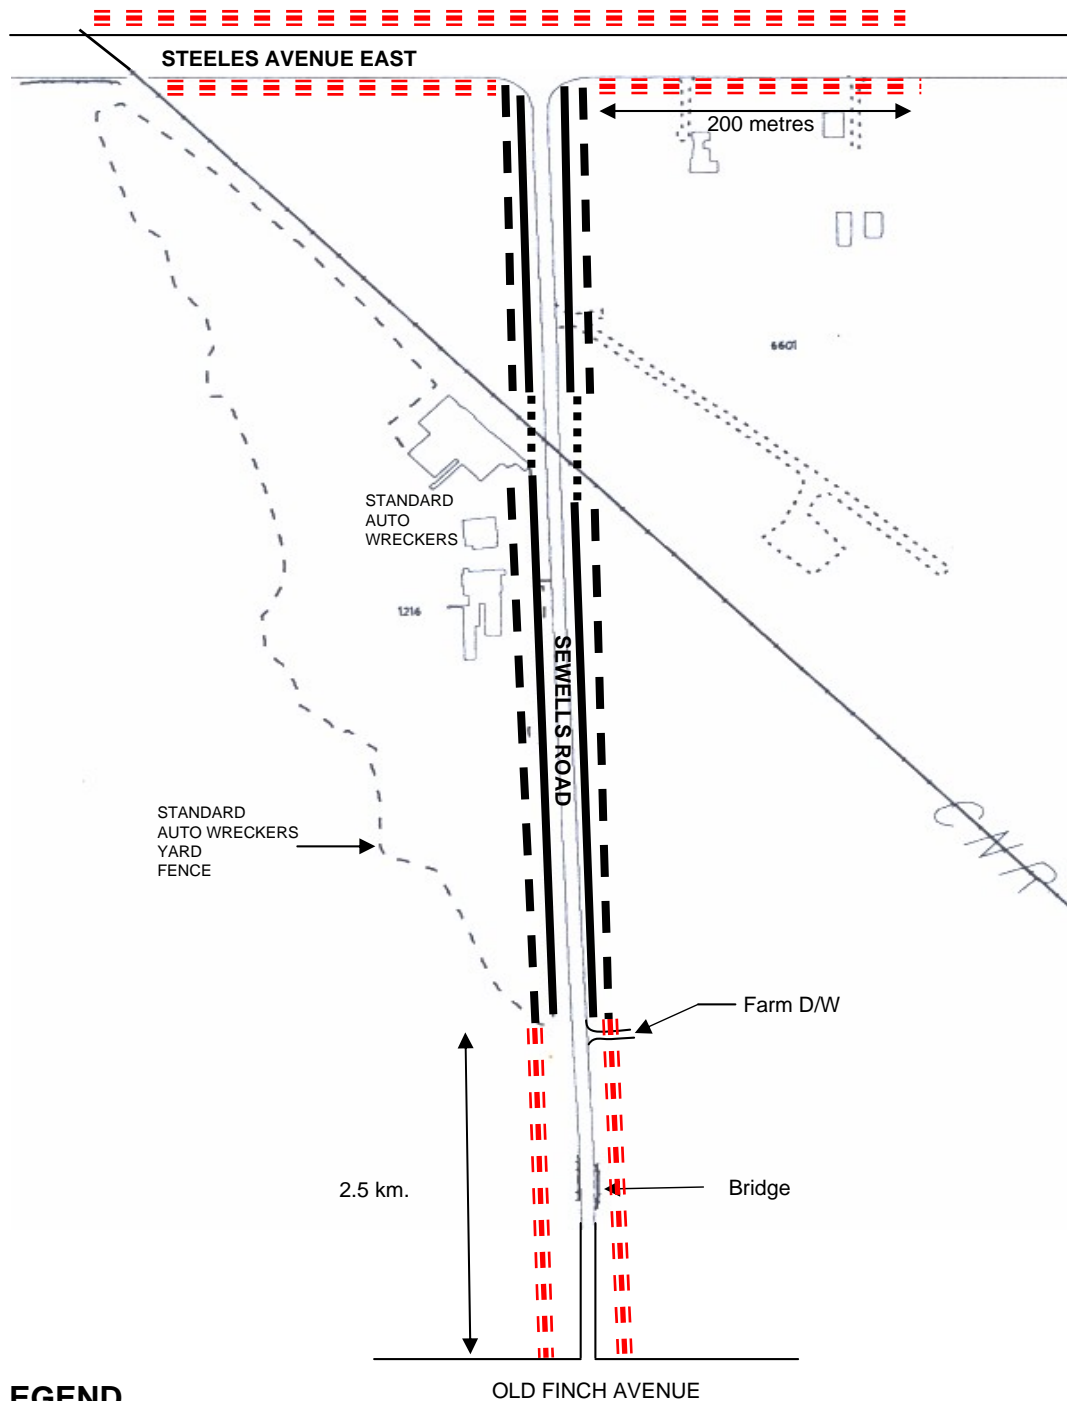 STEELES AVENUE EAST
200 metres
6601
STANDARD
AUTO
WRECKERS
1216
SEWELLS ROAD
STANDARD
AUTO WRECKERS
YARD
FENCE
CNR
Farm D/W
2.5 km.
Bridge
OLD FINCH AVENUE
EGEND